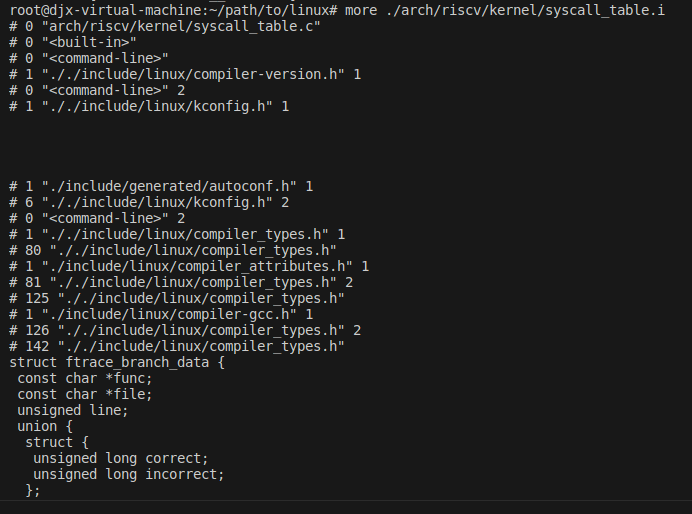 root@djx-virtual-machine:~/path/to/linux# more ./arch/riscv/kernel/syscall_table.i
# 0 "arch/riscv/kernel/syscall_table.c"
# 0 "<built-in>"
# 0 "<command-line>"
# 1 "././include/linux/compiler-version.h" 1
# 0 "<command-line>" 2
# 1 "././include/linux/kconfig.h" 1
# 1 "./include/generated/autoconf.h" 1
# 6 "././include/linux/kconfig.h" 2
# 0 "<command-line>" 2
# 1 "././include/linux/compiler_types.h" 1
# 80 "././include/linux/compiler_types.h"
# 1 "./include/linux/compiler_attributes.h" 1
# 81 "././include/linux/compiler_types.h" 2
# 125 "././include/linux/compiler_types.h"
# 1 "./include/linux/compiler-gcc.h" 1
# 126 "././include/linux/compiler_types.h" 2
# 142 "././include/linux/compiler_types.h"
struct ftrace_branch_data {
 const char *func;
 const char *file;
 unsigned line;
 union {
  struct {
   unsigned long correct;
   unsigned long incorrect;
  };